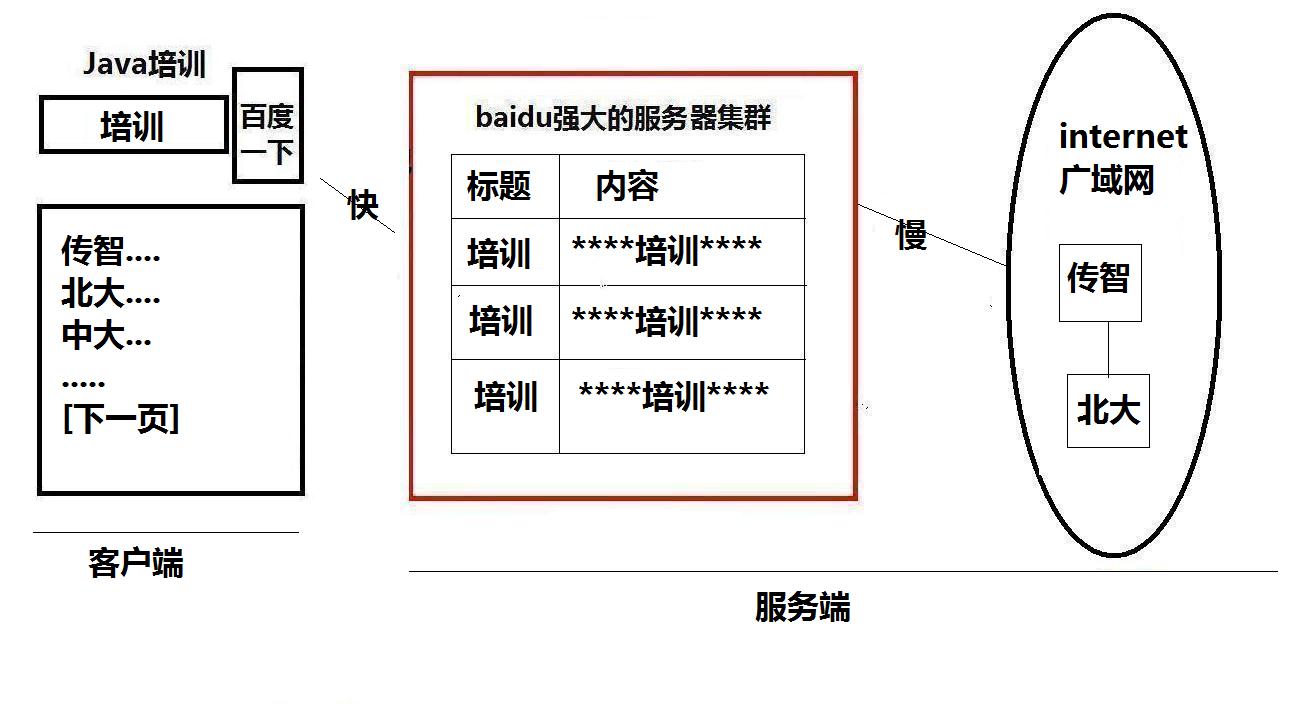 Java培训
培训
百度
一下
传智....
北大....
中大...
.....
[下一页]
客户端
快
baidu强大的服务器集群
标题 内容
培训 ****培训****
培训 ****培训****
培训 ****培训****
慢
internet
广域网
传智
北大
服务端